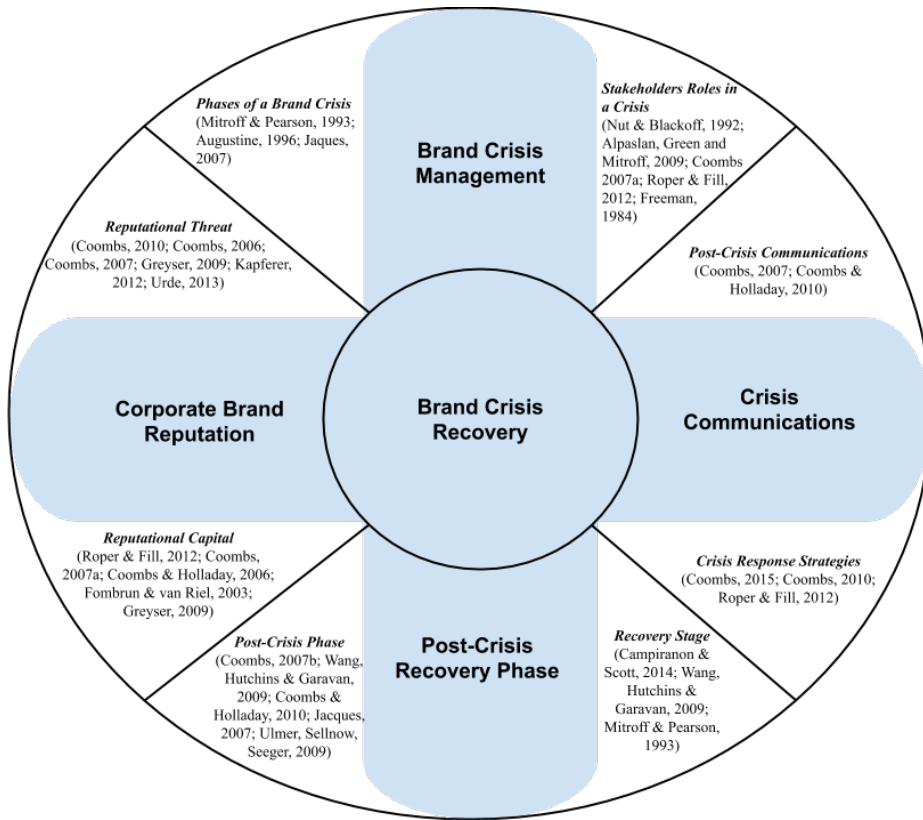 Phases of a Brand Crisis
(Mitroff & Pearson, 1993;
Augustine, 1996; Jaques,
2007)
Brand Crisis
Management
Stakeholders Roles in
a Crisis
(Nut & Blackoff, 1992;
Alpaslan, Green and
Mitroff, 2009; Coombs
2007a; Roper & Fill,
2012; Freeman,
1984)
Reputational Threat
(Coombs, 2010; Coombs, 2006;
Coombs, 2007; Greyser, 2009; Kapferer,
2012; Urde, 2013)
Post-Crisis Communications
(Coombs, 2007; Coombs &
Holladay, 2010)
Corporate Brand
Reputation
Brand Crisis
Recovery
Crisis
Communications
Reputational Capital
(Roper & Fill, 2012; Coombs,
2007a; Coombs & Holladay, 2006;
Fombrun & van Riel, 2003;
Greyser, 2009)
Crisis Response Strategies
(Coombs, 2015; Coombs, 2010;
Roper & Fill, 2012)
Post-Crisis Phase
(Coombs, 2007b; Wang,
Hutchins & Garavan,
2009; Coombs &
Holladay, 2010; Jacques,
2007; Ulmer, Sellnow,
Seeger, 2009)
Post-Crisis
Recovery Phase
Recovery Stage
(Campiranon &
Scott, 2014; Wang,
Hutchins &
Garavan, 2009;
Mitroff & Pearson,
1993)